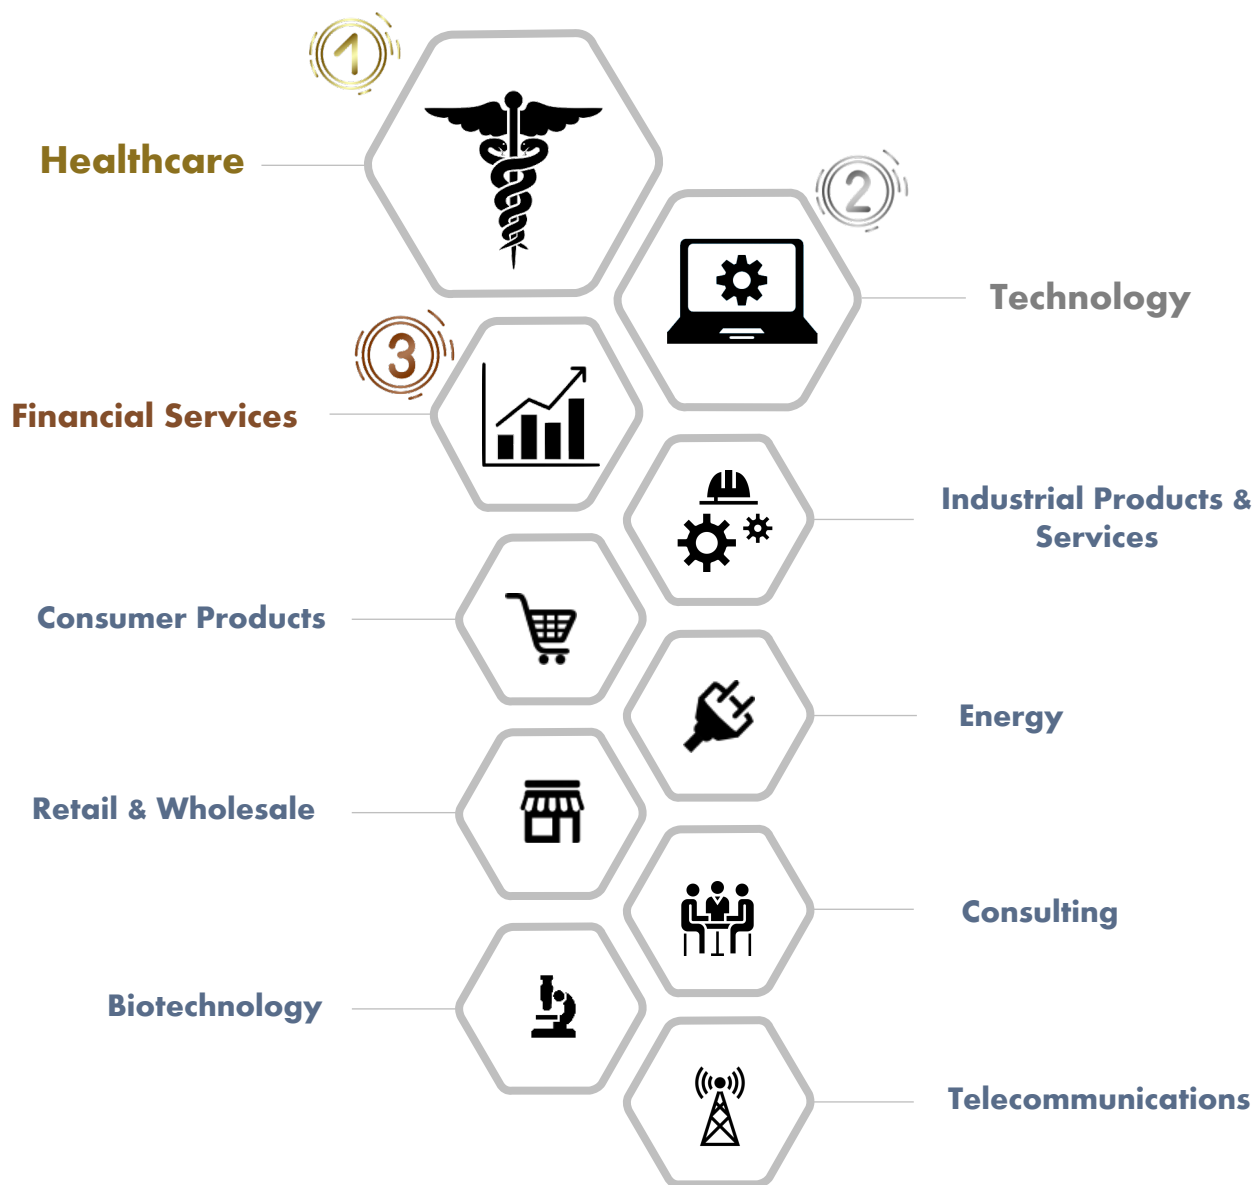 1
Healthcare
2
Technology
3
Financial Services
Industrial Products &
Services
Consumer Products
Energy
Retail & Wholesale
Consulting
Biotechnology
Telecommunications